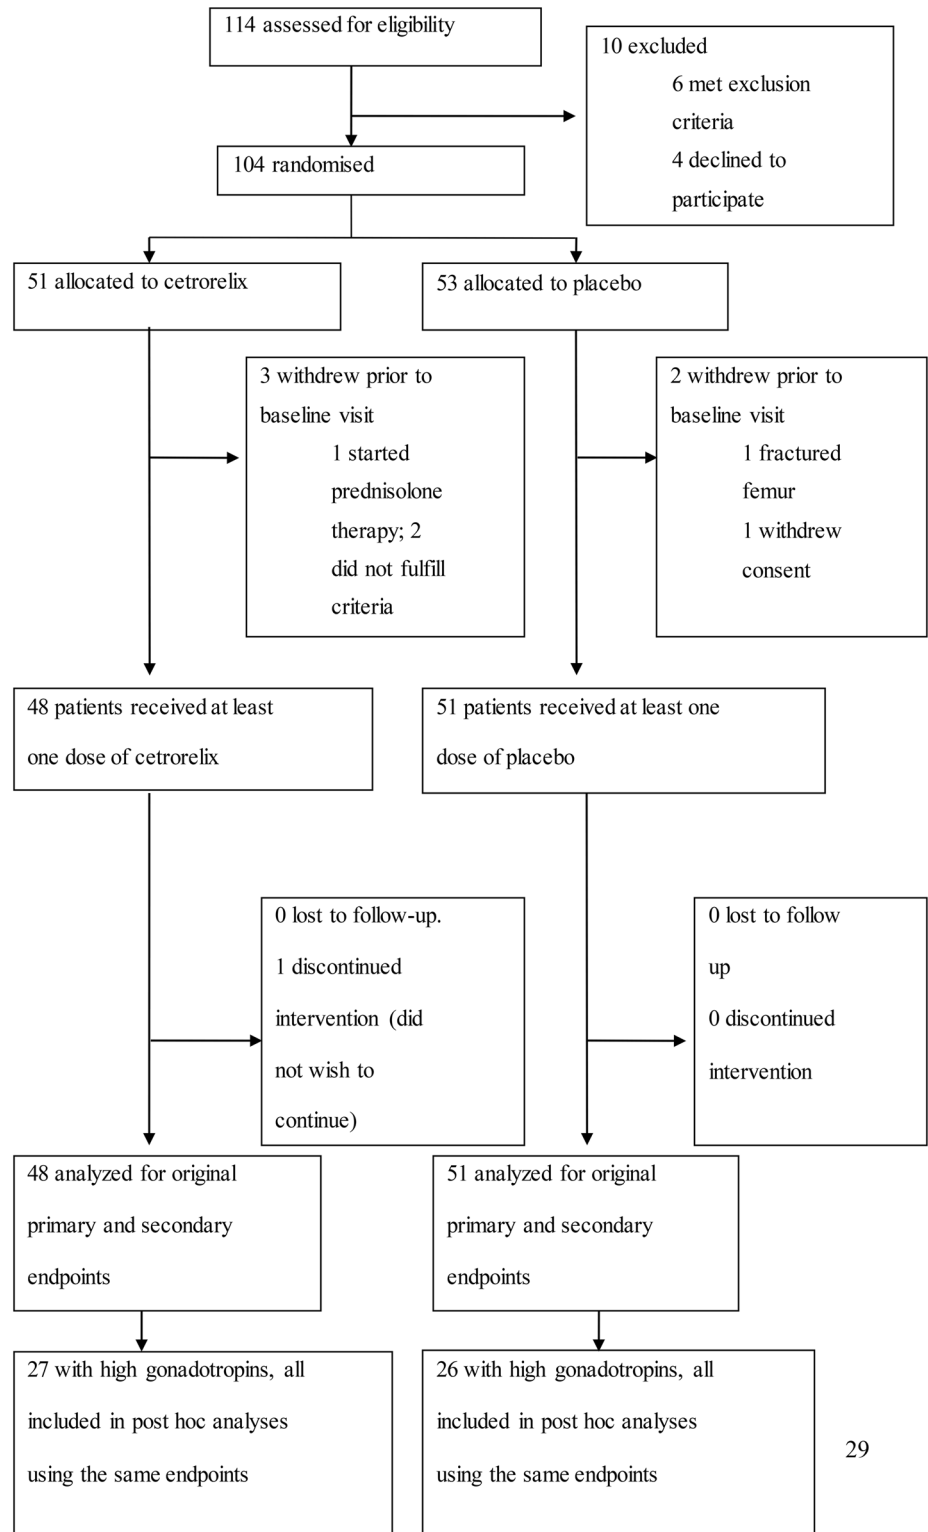 114 assessed for eligibility
10 excluded
6 met exclusion
criteria
4 declined to
participate
104 randomised
51 allocated to cetrorelix
53 allocated to placebo
3 withdrew prior to
baseline visit
1 started
prednisolone
therapy; 2
did not fulfill
criteria
2 withdrew prior to
baseline visit
1 fractured
femur
1 withdrew
consent
48 patients received at least
one dose of cetrorelix
51 patients received at least one
dose of placebo
0 lost to follow-up.
1 discontinued
intervention (did
not wish to
continue)
0 lost to follow
up
0 discontinued
intervention
48 analyzed for original
primary and secondary
endpoints
51 analyzed for original
primary and secondary
endpoints
27 with high gonadotropins, all
included in post hoc analyses
using the same endpoints
26 with high gonadotropins, all
included in post hoc analyses
using the same endpoints
29